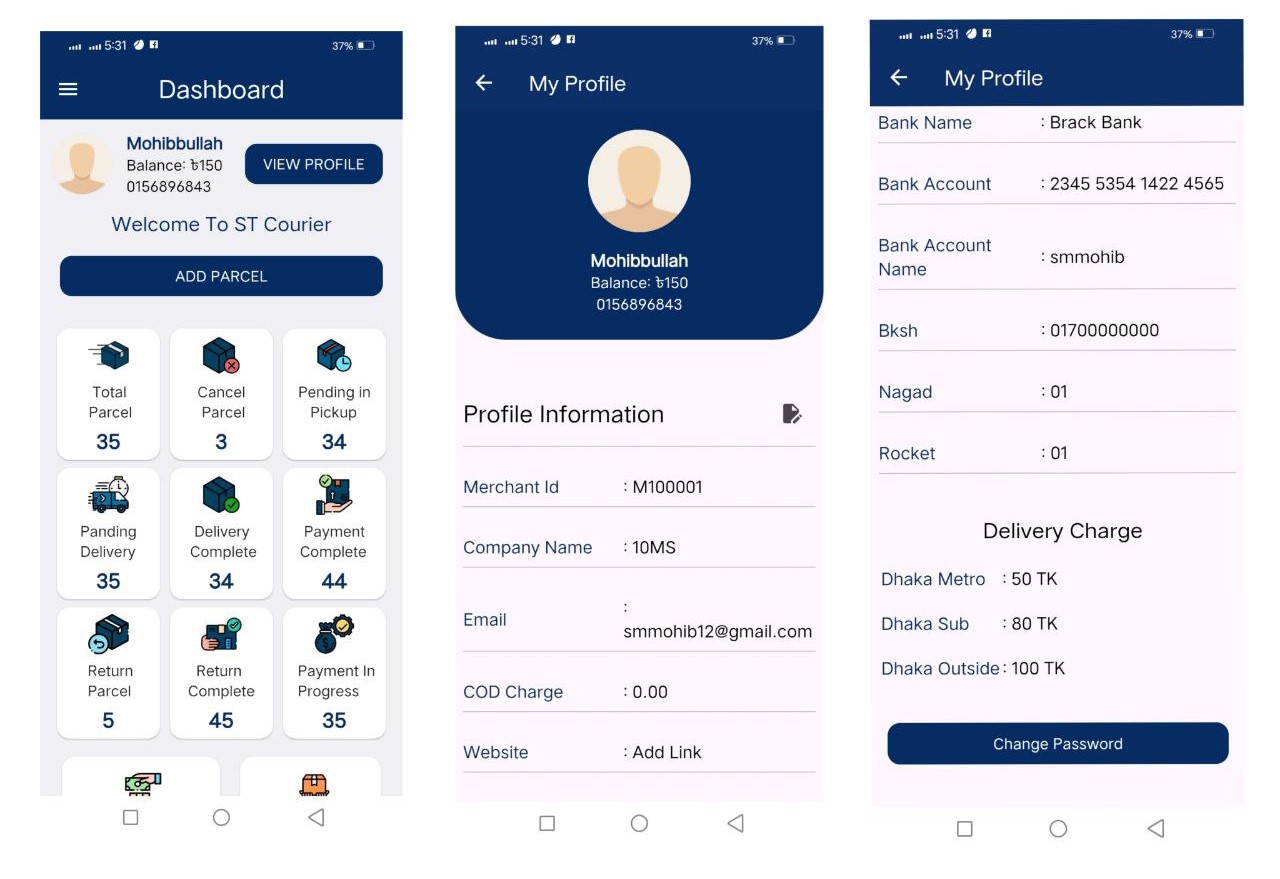 5:31
37%
Dashboard
Mohibbullah
Balance: ৳150
0156896843
VIEW PROFILE
Welcome To ST Courier
ADD PARCEL
Total
Parcel
35
Cancel
Parcel
3
Pending in
Pickup
34
Panding
Delivery
35
Delivery
Complete
34
Payment
Complete
44
Return
Parcel
5
Return
Complete
45
Payment In
Progress
35
5:31
37%
My Profile
Mohibbullah
Balance: ৳150
0156896843
Profile Information
Merchant Id : M100001
Company Name : 10MS
Email :
smmohib12@gmail.com
COD Charge : 0.00
Website : Add Link
5:31
37%
My Profile
Bank Name : Brack Bank
Bank Account : 2345 5354 1422 4565
Bank Account
Name : smmohib
Bksh : 01700000000
Nagad : 01
Rocket : 01
Delivery Charge
Dhaka Metro : 50 TK
Dhaka Sub : 80 TK
Dhaka Outside : 100 TK
Change Password